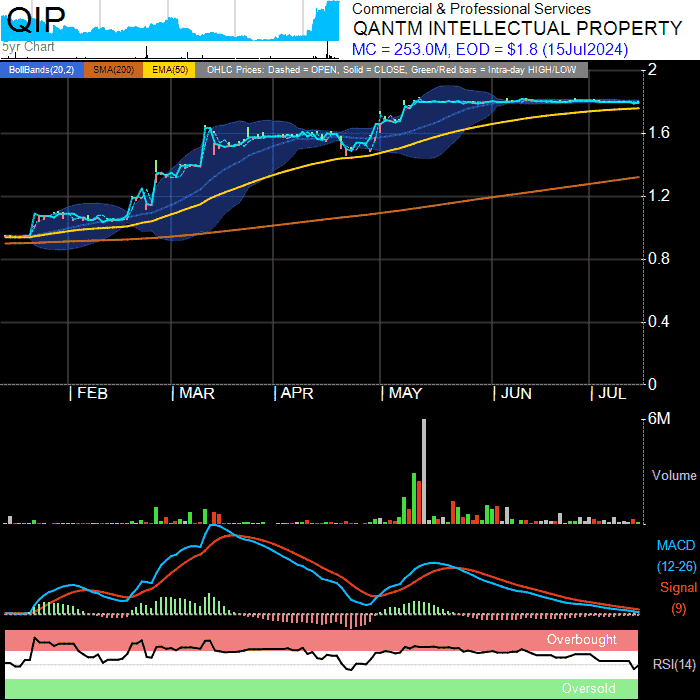 QIP
5yr Chart
Commercial & Professional Services
QANTM INTELLECTUAL PROPERTY
MC = 253.0M, EOD = $1.8 (15Jul2024)
BollBands(20,2) SMA(200) EMA(50) OHLC Prices: Dashed = OPEN, Solid = CLOSE, Green/Red bars = Intra-day HIGH/LOW
2
1.6
1.2
0.8
0.4
0
| FEB | MAR | APR | MAY | JUN | JUL
6M
Volume
MACD
(12-26)
Signal
(9)
Overbought
RSI(14)
Oversold